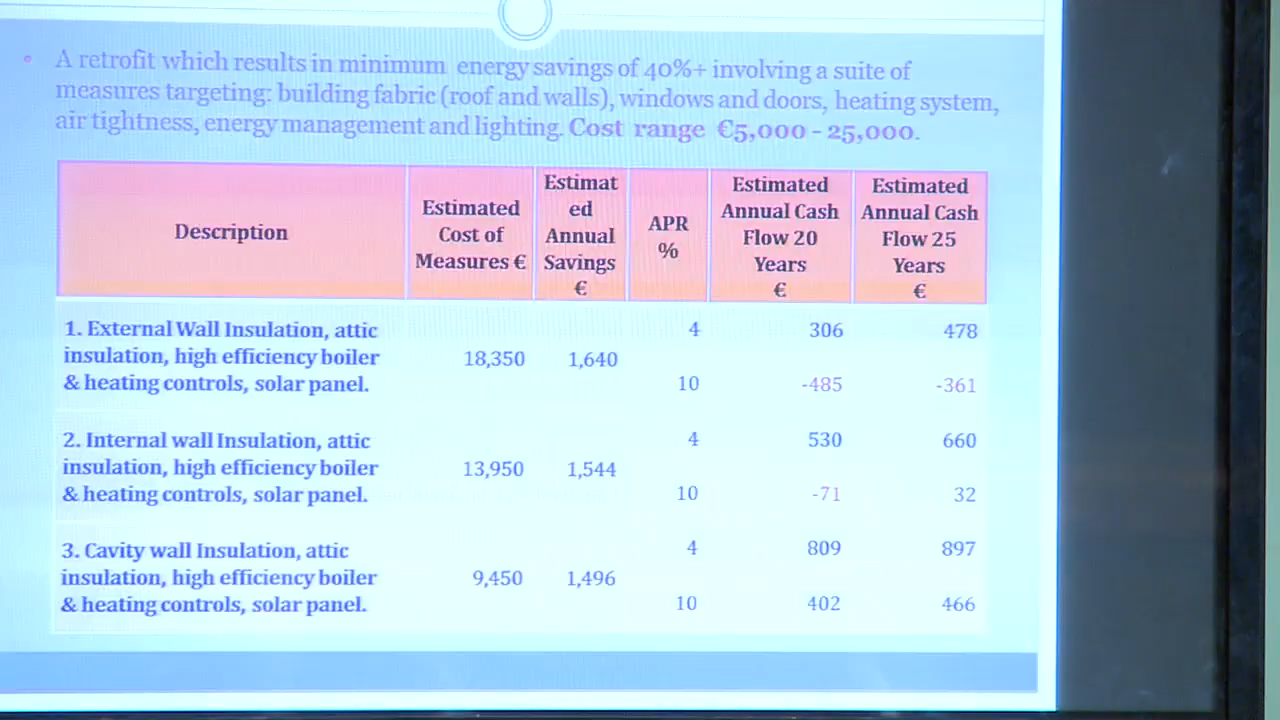 A retrofit which results in minimum energy savings of 40%+ involving a suite of
measures targeting: building fabric (roof and walls), windows and doors, heating system,
air tightness, energy management and lighting. Cost range €5,000 - 25,000.
Description
Estimated
Cost of
Measures €
Estimat
ed
Annual
Savings
€
APR
%
Estimated
Annual Cash
Flow 20
Years
€
Estimated
Annual Cash
Flow 25
Years
€
1. External Wall Insulation, attic
insulation, high efficiency boiler
& heating controls, solar panel.
18,350 1,640
4 306 478
10 -485 -361
2. Internal wall Insulation, attic
insulation, high efficiency boiler
& heating controls, solar panel.
13,950 1,544
4 530 660
10 -71 32
3. Cavity wall Insulation, attic
insulation, high efficiency boiler
& heating controls, solar panel.
9,450 1,496
4 809 897
10 402 466